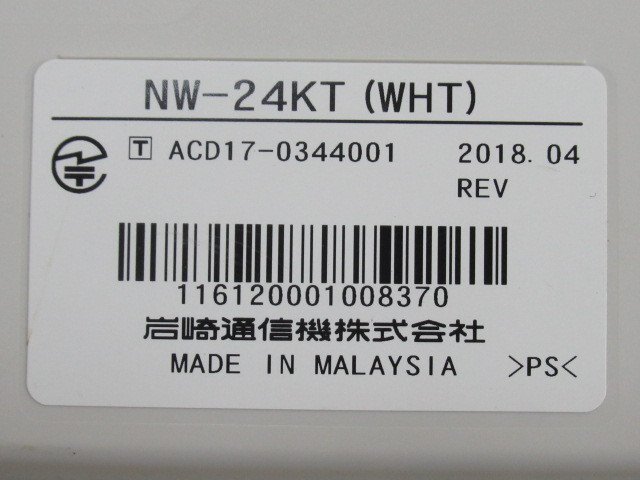 NW-24KT (WHT)
T ACD17-0344001 2018. 04
REV
116120001008370
岩崎通信機株式会社
MADE IN MALAYSIA >PS<